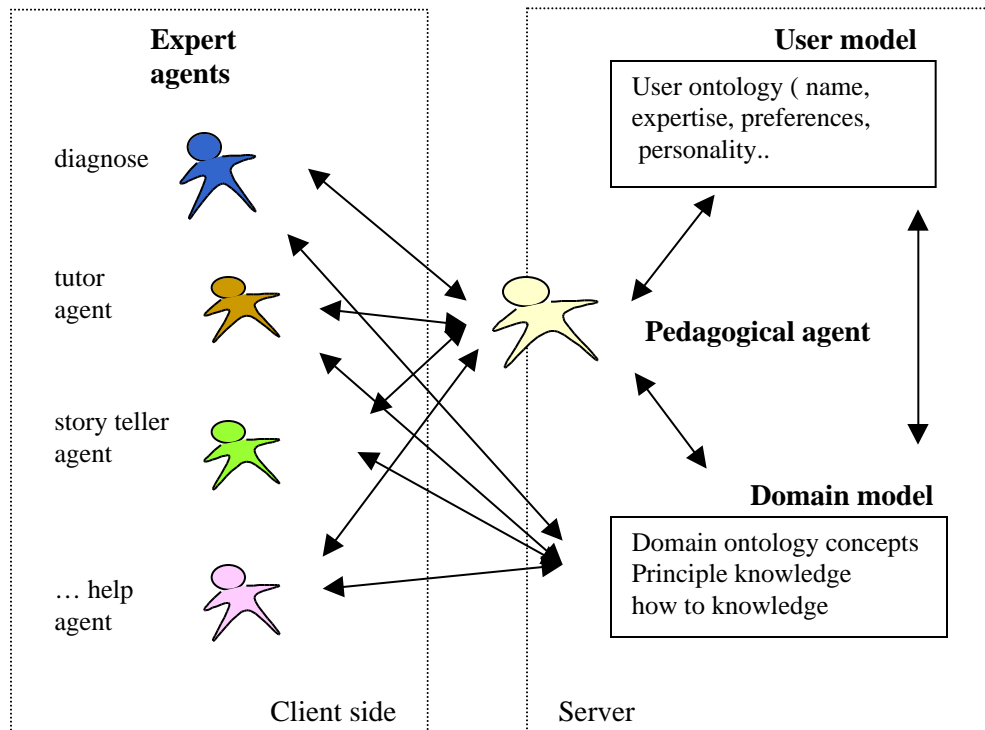 Expert
agents
diagnose
tutor
agent
story teller
agent
… help
agent
Client side
User model
User ontology ( name,
expertise, preferences,
personality..
Pedagogical agent
Domain model
Domain ontology concepts
Principle knowledge
how to knowledge
Server